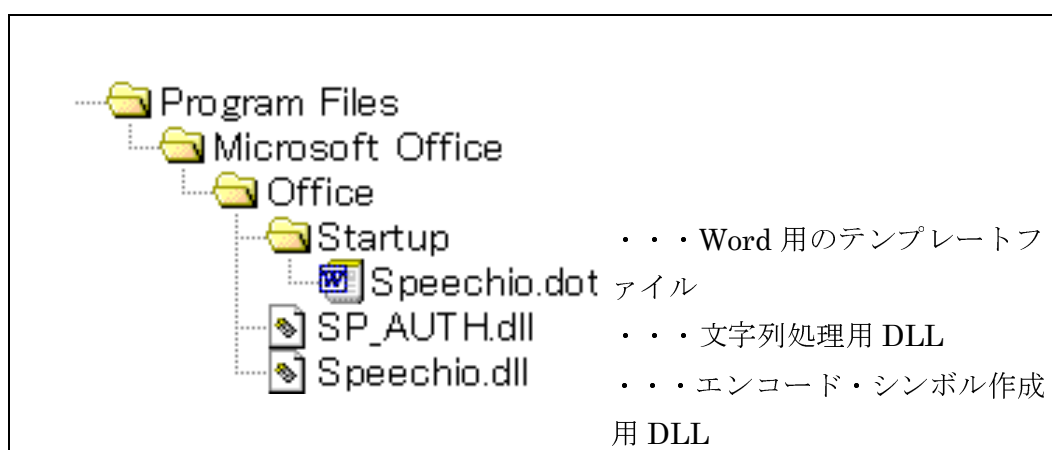 Program Files
Microsoft Office
Office
Startup
Speechio.dot
SP_AUTH.dll
Speechio.dll
・・・Word 用のテンプレートフ
ァイル
・・・文字列処理用 DLL
・・・エンコード・シンボル作成
用 DLL